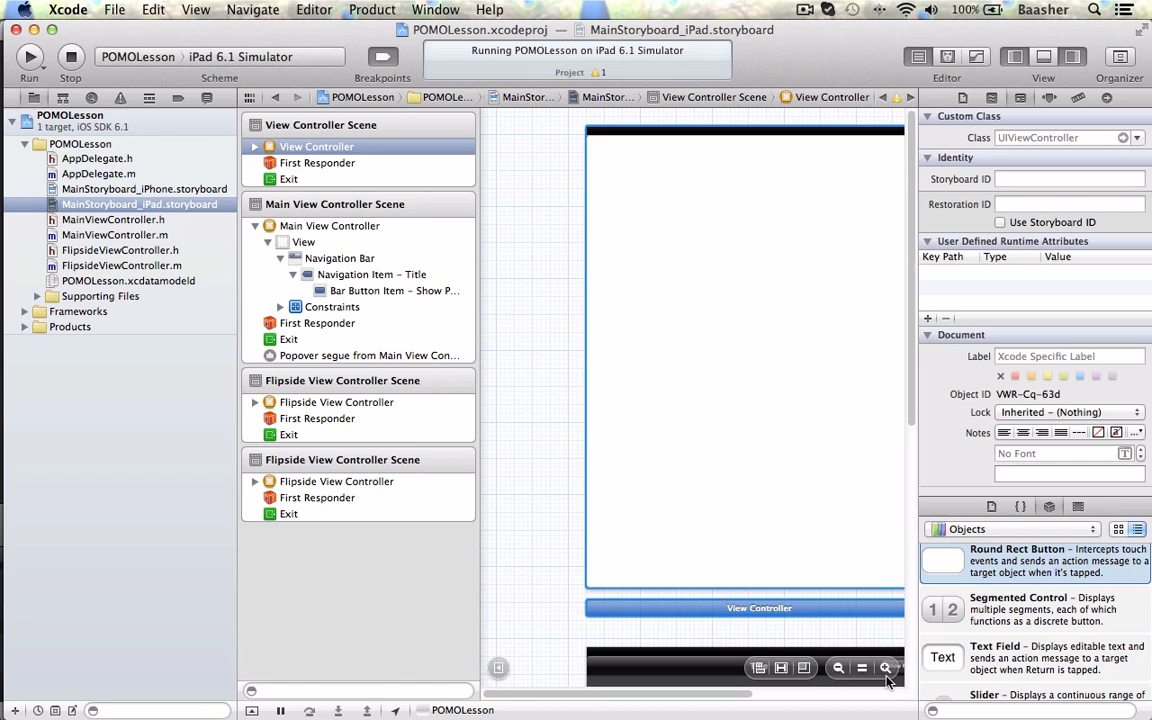 Xcode File Edit View Navigate Editor Product Window Help 100% Baasher
POMOLesson.xcodeproj — MainStoryboard_iPad.storyboard
POMOLesson › iPad 6.1 Simulator
Running POMOLesson on iPad 6.1 Simulator
Project 1
Run Stop Scheme Breakpoints Editor View Organizer
POMOLesson POMOLe... MainStor... MainStor... View Controller Scene View Controller
POMOLesson
1 target, iOS SDK 6.1
POMOLesson
AppDelegate.h
AppDelegate.m
MainStoryboard_iPhone.storyboard
MainStoryboard_iPad.storyboard
MainViewController.h
MainViewController.m
FlipsideViewController.h
FlipsideViewController.m
POMOLesson.xcdatamodeld
Supporting Files
Frameworks
Products
View Controller Scene
View Controller
First Responder
Exit
Main View Controller Scene
Main View Controller
View
Navigation Bar
Navigation Item – Title
Bar Button Item – Show P...
Constraints
First Responder
Exit
Popover segue from Main View Con...
Flipside View Controller Scene
Flipside View Controller
First Responder
Exit
Flipside View Controller Scene
Flipside View Controller
First Responder
Exit
View Controller
Custom Class
Class UIViewController
Identity
Storyboard ID
Restoration ID
Use Storyboard ID
User Defined Runtime Attributes
Key Path Type Value
Document
Label Xcode Specific Label
Object ID VWR-Cq-63d
Lock Inherited - (Nothing)
Notes
No Font T
Objects
Round Rect Button – Intercepts touch
events and sends an action message to a
target object when it's tapped.
1 2
Segmented Control – Displays
multiple segments, each of which
functions as a discrete button.
Text
Text Field – Displays editable text and
sends an action message to a target
object when Return is tapped.
Slider – Displays a continuous range of
POMOLesson